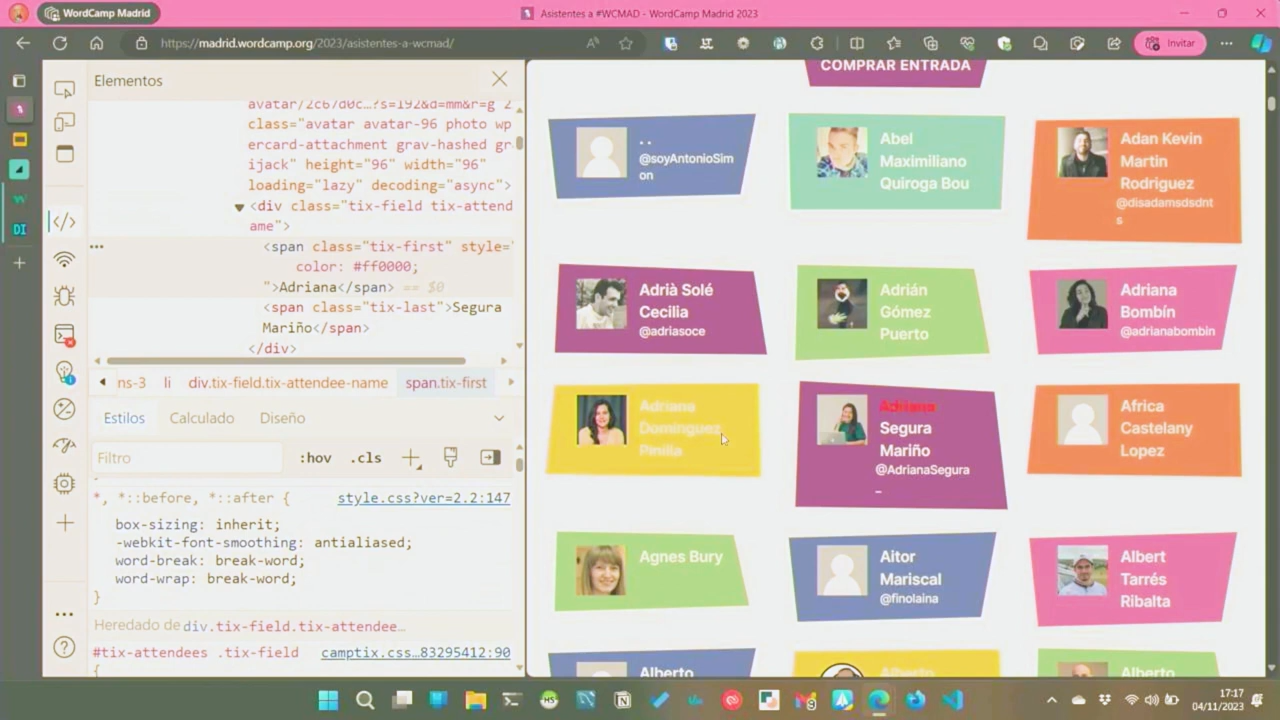 WordCamp Madrid
Asistentes a #WCMAD - WordCamp Madrid 2023
https://madrid.wordcamp.org/2023/asistentes-a-wcmad/
Invitar
Elementos
avatar/2c67d0c…?s=192&d=mm&r=g 2
class="avatar avatar-96 photo wp
ercard-attachment grav-hashed gr
ijack" height="96" width="96"
loading="lazy" decoding="async">
<div class="tix-field tix-attend
ame">
<span class="tix-first" style="
color: #ff0000;
">Adriana</span> == $0
<span class="tix-last">Segura
Mariño</span>
</div>
ns-3 li div.tix-field.tix-attendee-name span.tix-first
Estilos Calculado Diseño
Filtro :hov .cls
*, *::before, *::after { style.css?ver=2.2:147
box-sizing: inherit;
-webkit-font-smoothing: antialiased;
word-break: break-word;
word-wrap: break-word;
}
Heredado de div.tix-field.tix-attendee…
#tix-attendees .tix-field camptix.css…83295412:90
{
COMPRAR ENTRADA
. .
@soyAntonioSim
on
Abel
Maximiliano
Quiroga Bou
Adan Kevin
Martin
Rodriguez
@disadamsdsdnt
s
Adrià Solé
Cecilia
@adriasoce
Adrián
Gómez
Puerto
Adriana
Bombín
@adrianabombin
Adriana
Domínguez
Pinilla
Adriana
Segura
Mariño
@AdrianaSegura
_
Africa
Castelany
Lopez
Agnes Bury
Aitor
Mariscal
@finolaina
Albert
Tarrés
Ribalta
Alberto
Alberto
Alberto
17:17
04/11/2023